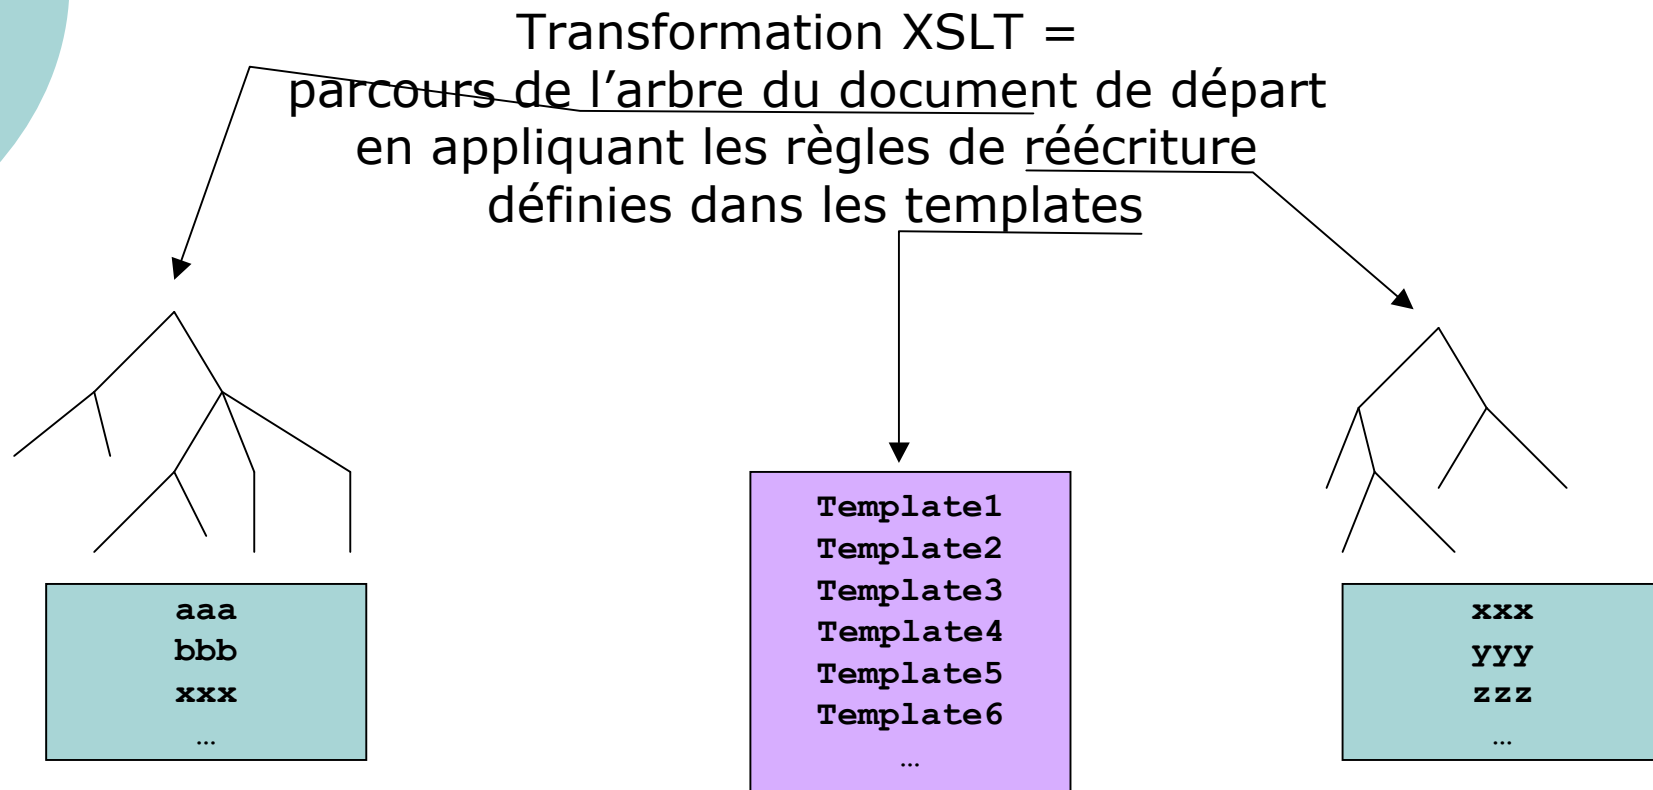 Transformation XSLT =
parcours de l’arbre du document de départ
en appliquant les règles de réécriture
définies dans les templates
aaa
bbb
xxx
…
Template1
Template2
Template3
Template4
Template5
Template6
…
xxx
yyy
zzz
…